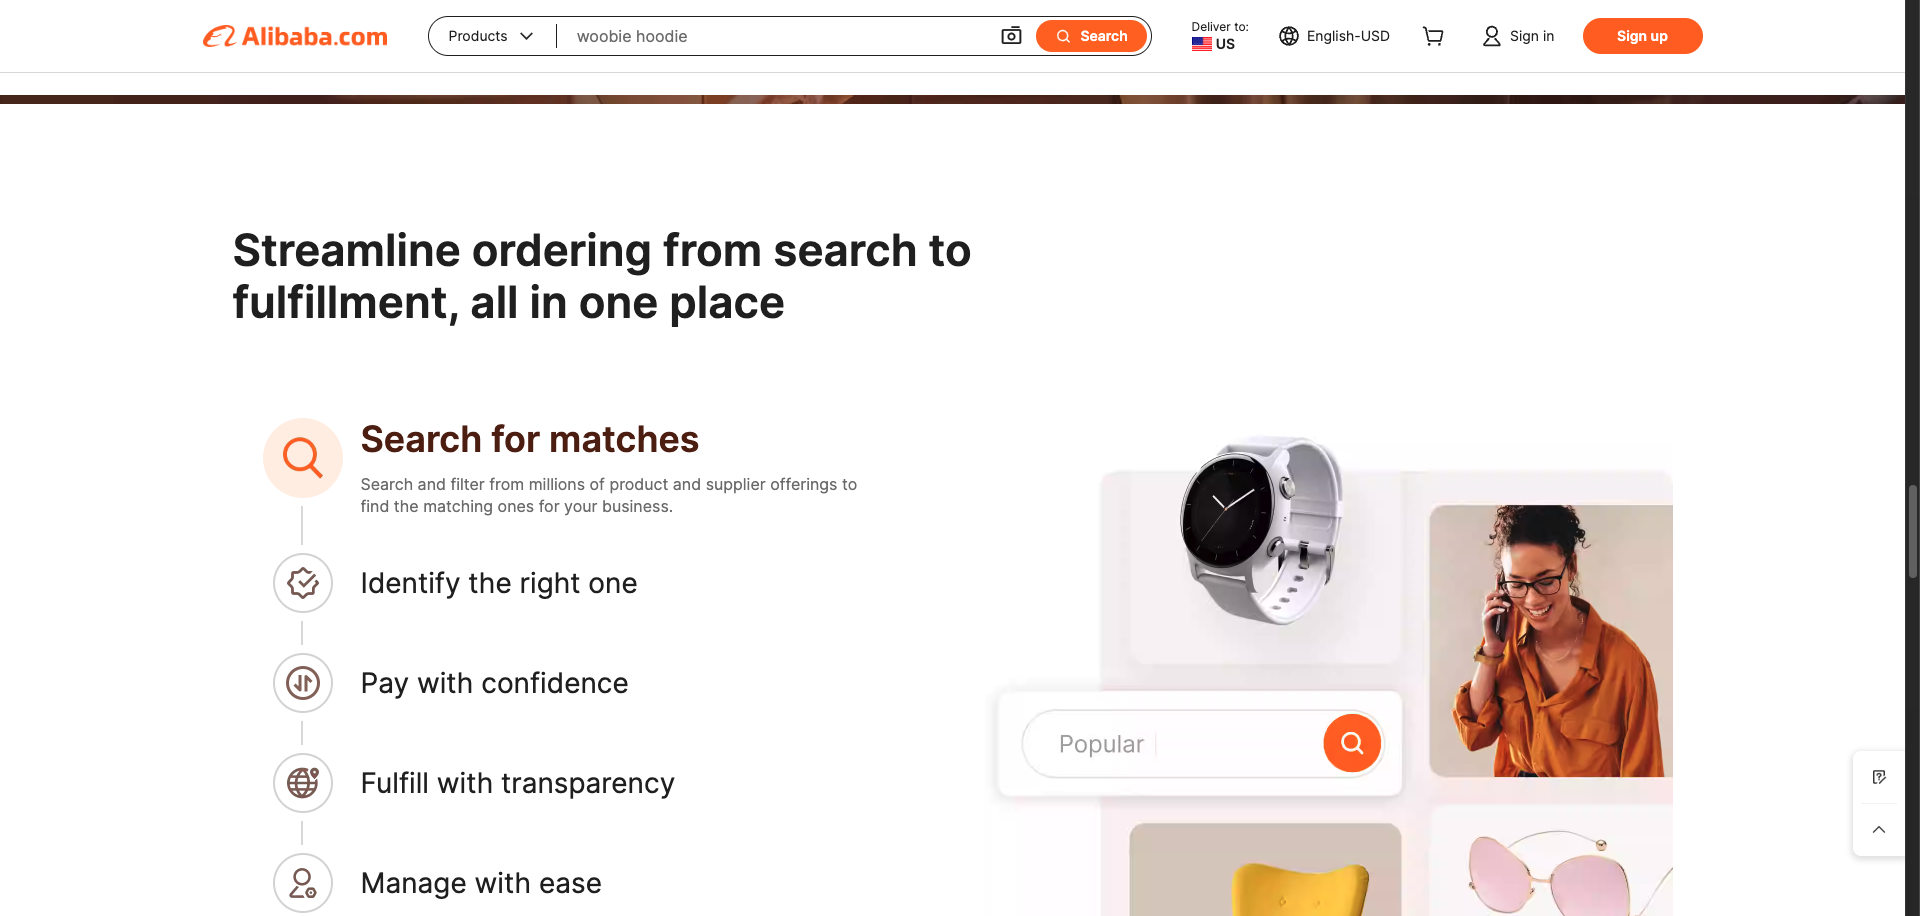 Alibaba.com
Products
woobie hoodie
Search
Deliver to:
US
English-USD
Sign in
Sign up
Streamline ordering from search to
fulfillment, all in one place
Search for matches
Search and filter from millions of product and supplier offerings to
find the matching ones for your business.
Identify the right one
Pay with confidence
Fulfill with transparency
Manage with ease
Popular